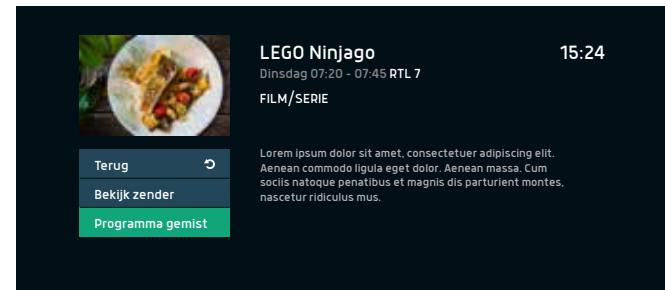 LEGO Ninjago
15:24
Dinsdag 07:20 - 07:45 RTL 7
FILM/SERIE
Terug
Bekijk zender
Programma gemist
Lorem ipsum dolor sit amet, consectetuer adipiscing elit.
Aenean commodo ligula eget dolor. Aenean massa. Cum
sociis natoque penatibus et magnis dis parturient montes,
nascetur ridiculus mus.